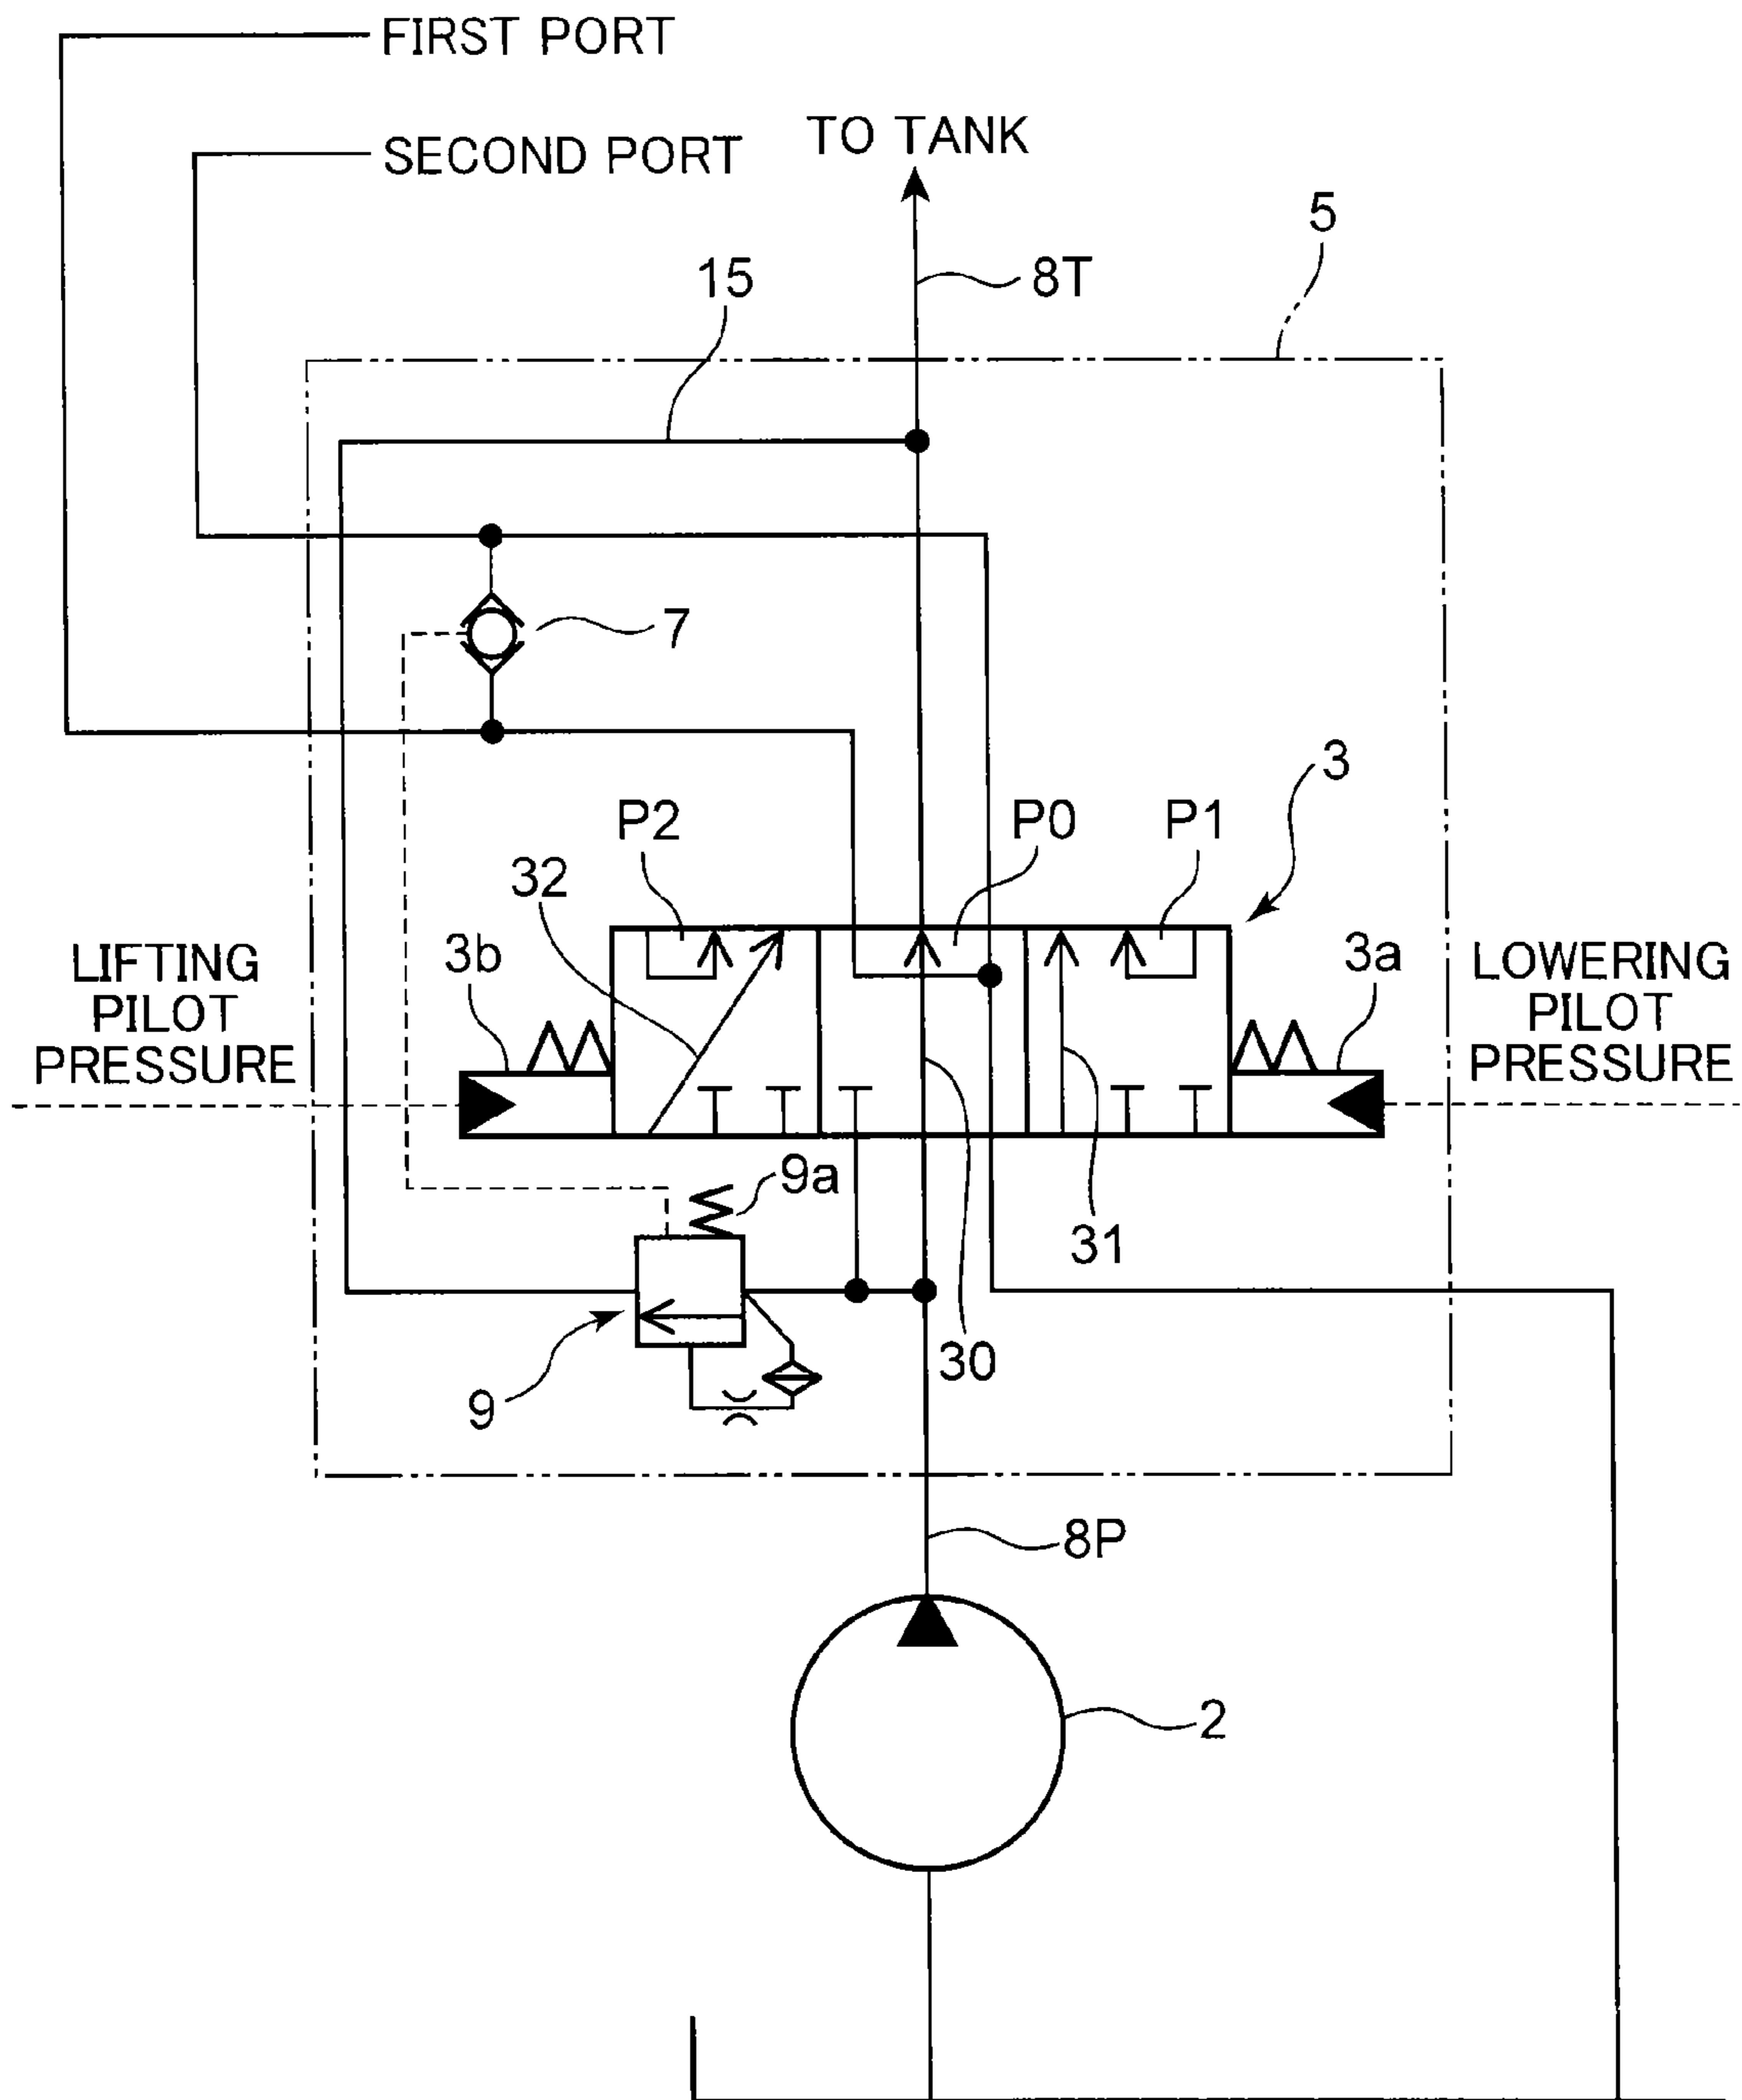 FIRST PORT
SECOND PORT
TO TANK
5
15
8T
7
3
P2
P0
P1
32
3b
3a
LIFTING
PILOT
PRESSURE
LOWERING
PILOT
PRESSURE
9a
31
30
9
8P
2